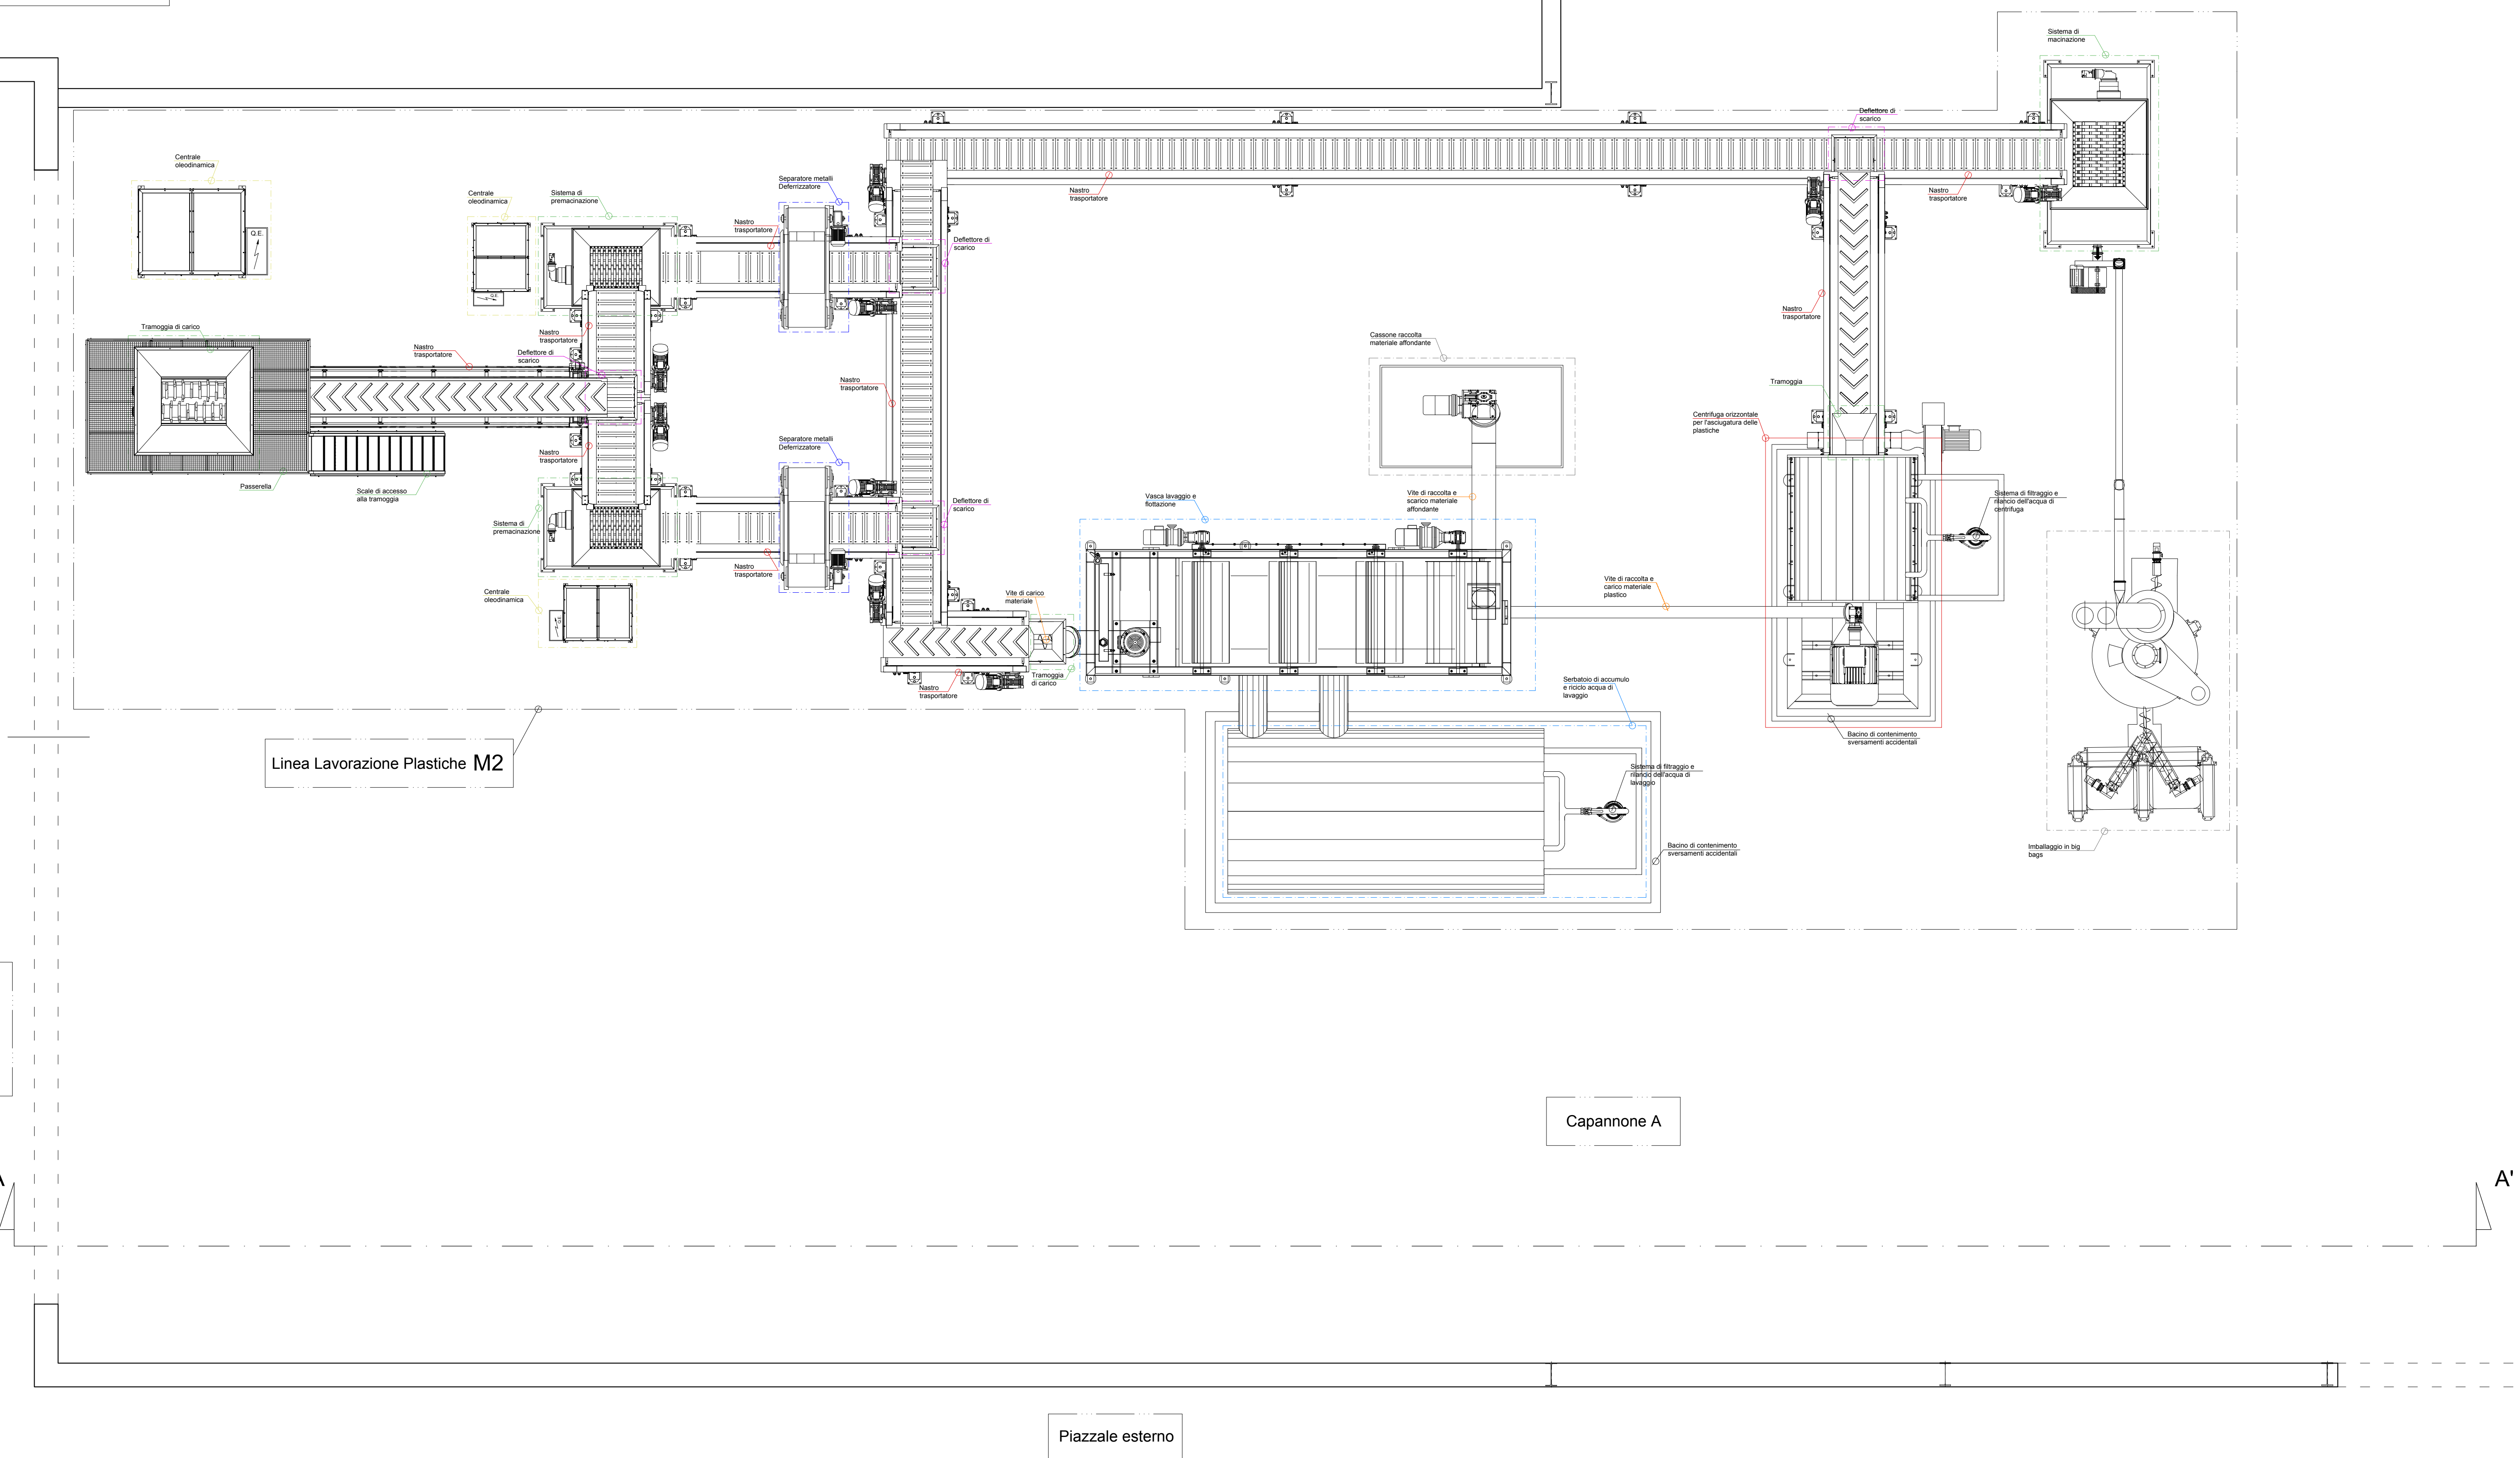 Sistema di
macinazione
Deflettore di
scarico
Centrale
oleodinamica
Q.E.
Centrale
oleodinamica
Q.E.
Sistema di
premacinazione
Separatore metalli
Deferrizzatore
Nastro
trasportatore
Nastro
trasportatore
Nastro
trasportatore
Deflettore di
scarico
Nastro
trasportatore
Tramoggia di carico
Nastro
trasportatore
Deflettore di
scarico
Nastro
trasportatore
Nastro
trasportatore
Cassone raccolta
materiale affondante
Tramoggia
Centrifuga orizzontale
per l'asciugatura delle
plastiche
Nastro
trasportatore
Separatore metalli
Deferrizzatore
Passerella
Scale di accesso
alla tramoggia
Sistema di
premacinazione
Deflettore di
scarico
Vasca lavaggio e
flottazione
Vite di raccolta e
scarico materiale
affondante
Sistema di filtraggio e
rilancio dell'acqua di
centrifuga
Nastro
trasportatore
Centrale
oleodinamica
Q.E.
Vite di carico
materiale
Vite di raccolta e
carico materiale
plastico
Nastro
trasportatore
Tramoggia
di carico
Serbatoio di accumulo
e riciclo acqua di
lavaggio
Bacino di contenimento
sversamenti accidentali
Linea Lavorazione Plastiche M2
Sistema di filtraggio e
rilancio dell'acqua di
lavaggio
Bacino di contenimento
sversamenti accidentali
Imballaggio in big
bags
Capannone A
A'
Piazzale esterno